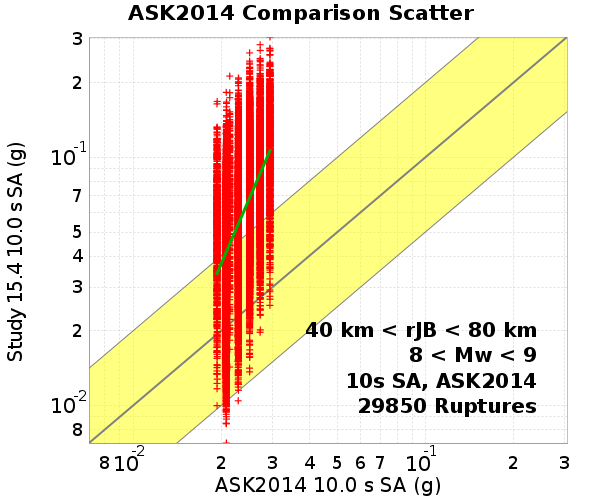 ASK2014 Comparison Scatter
Study 15.4 10.0 s SA (g)
3
2
10⁻¹
7
5
4
3
2
10⁻²
8
40 km < rJB < 80 km
8 < Mw < 9
10s SA, ASK2014
29850 Ruptures
8 10⁻² 2 3 4 5 6 7 10⁻¹ 2 3
ASK2014 10.0 s SA (g)